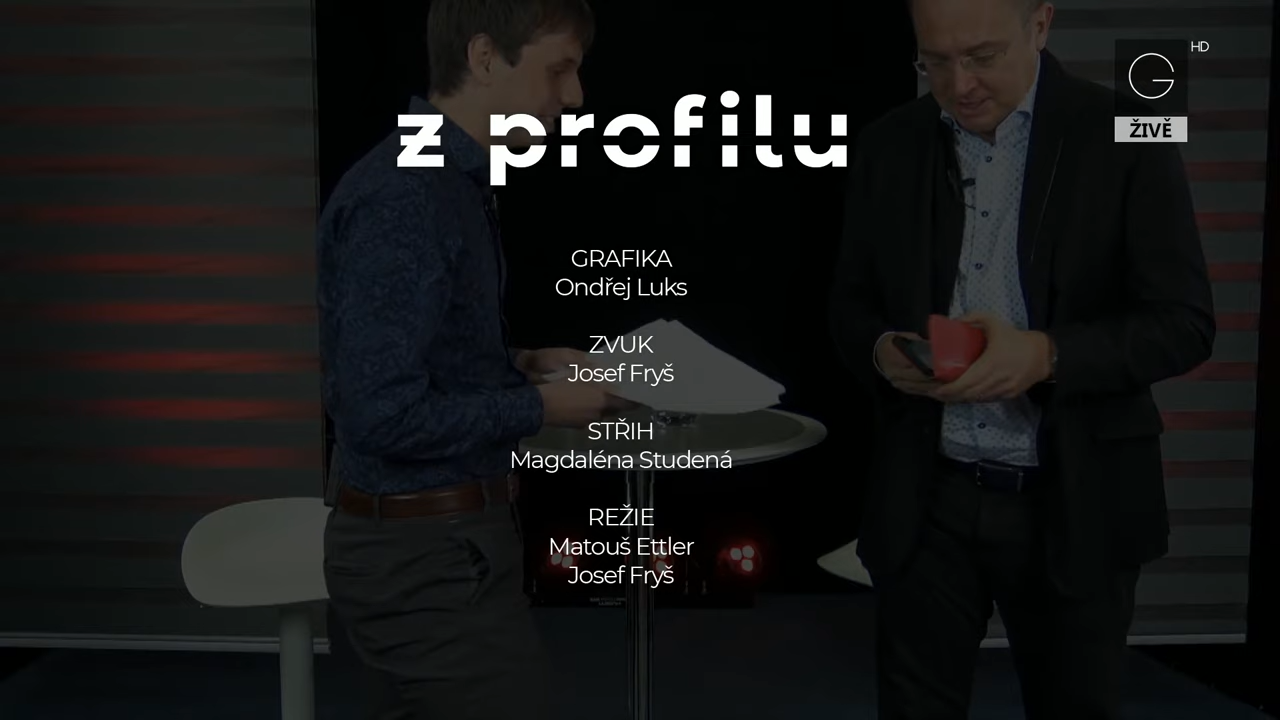 HD
G
ŽIVĚ
z profilu
GRAFIKA
Ondřej Luks
ZVUK
Josef Fryš
STŘIH
Magdaléna Studená
REŽIE
Matouš Ettler
Josef Fryš